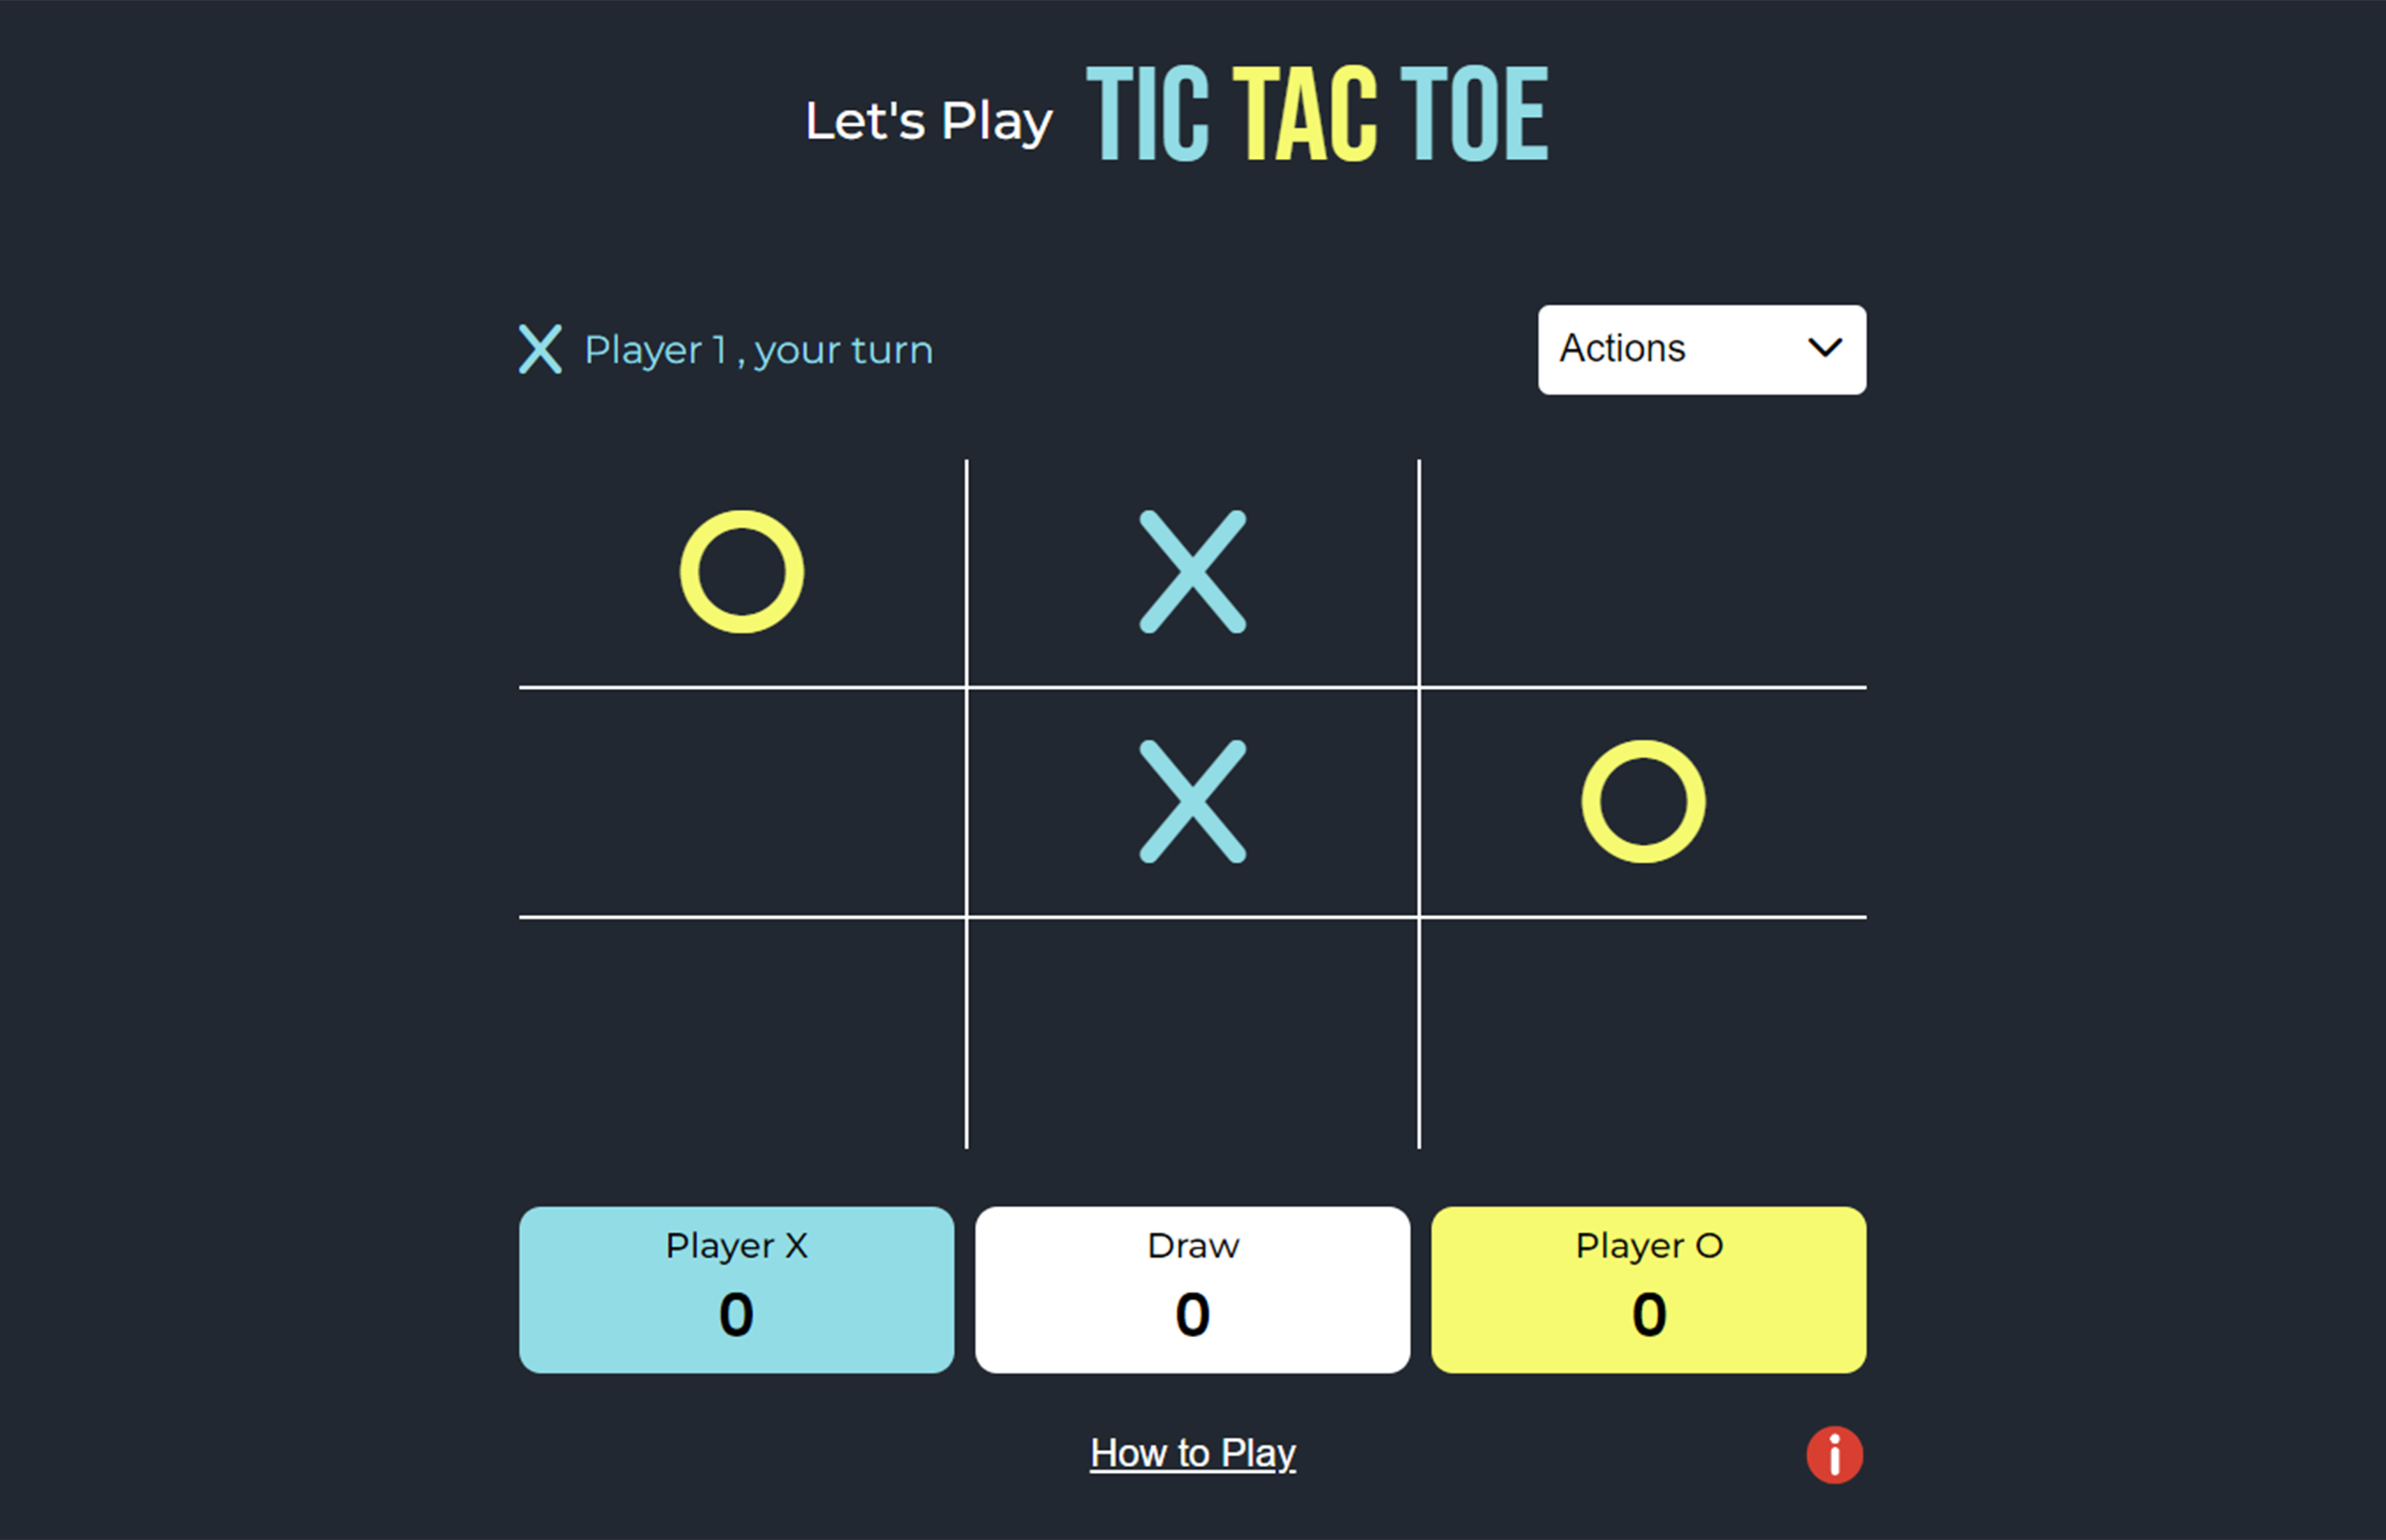 Let's Play TIC TAC TOE
X Player 1 , your turn
Actions
O X
X O
Player X
0
Draw
0
Player O
0
How to Play
i